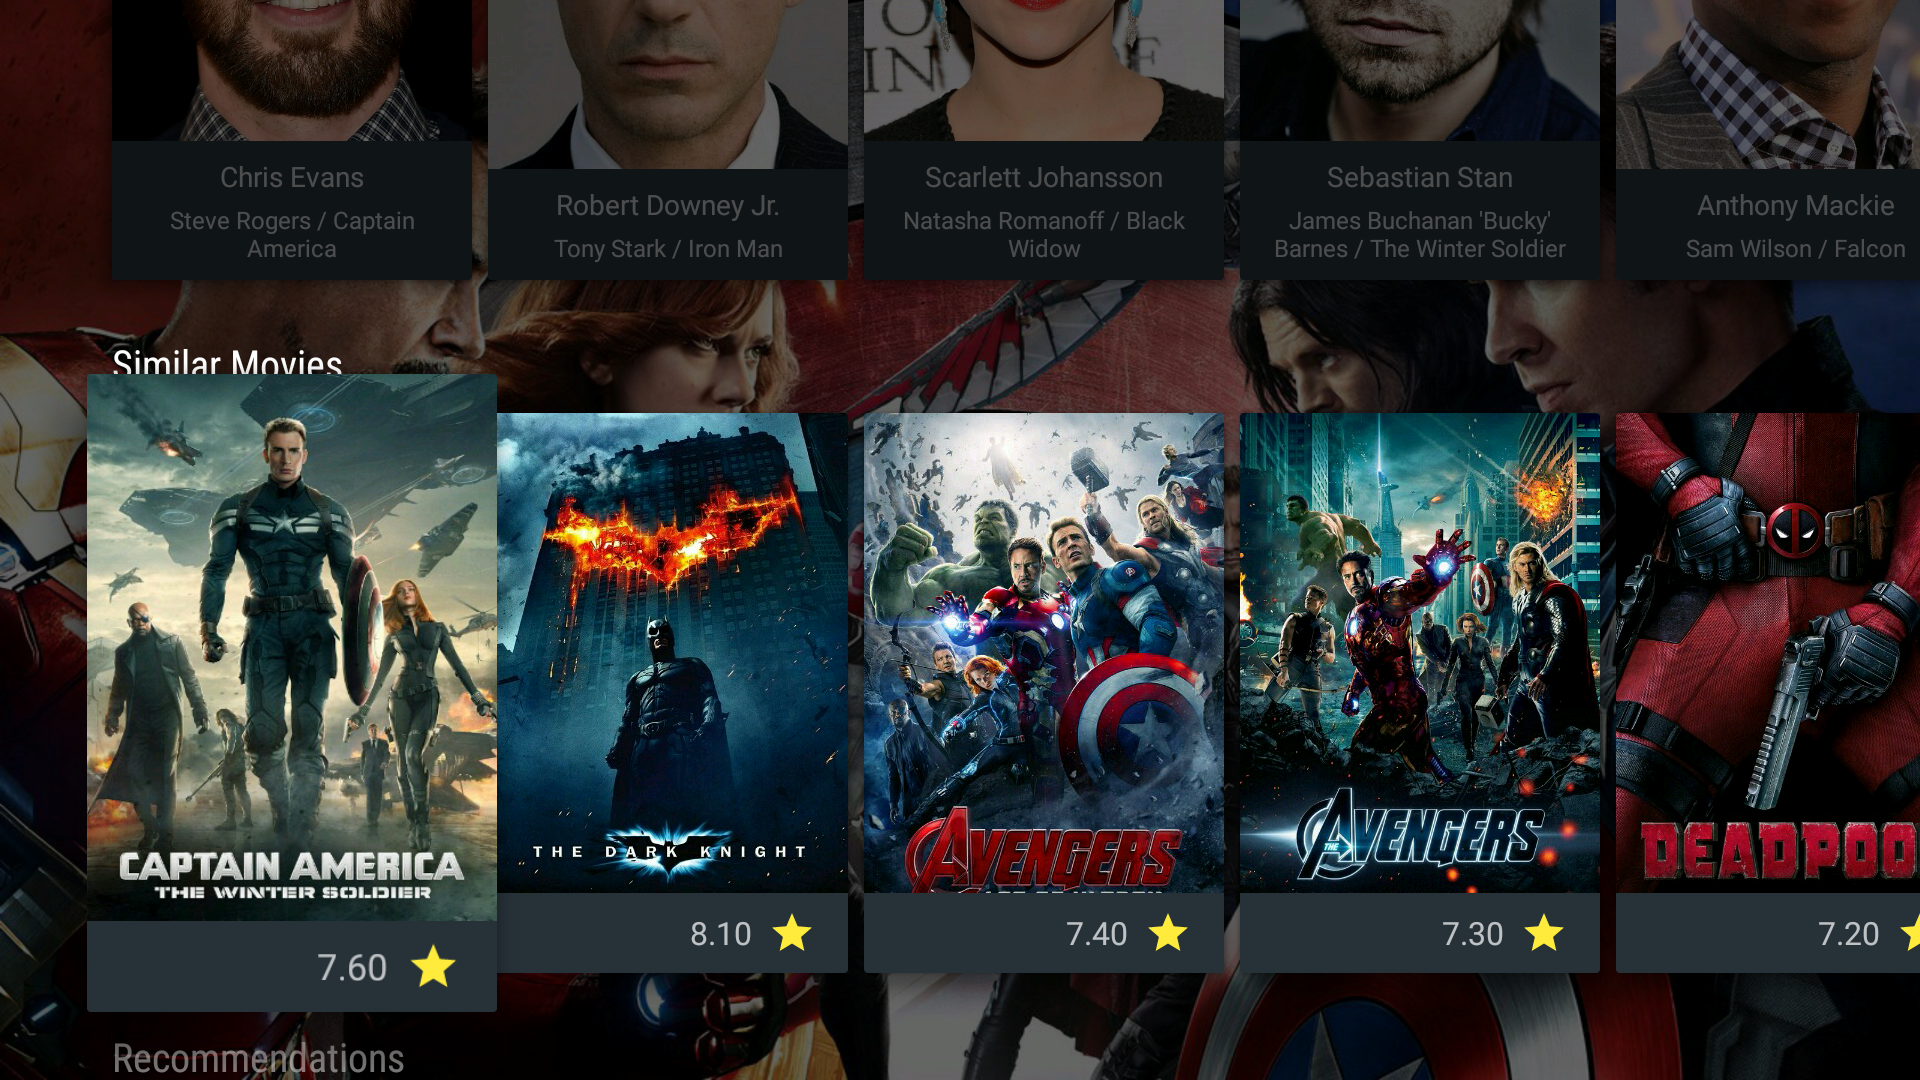 Chris Evans
Steve Rogers / Captain
America
Robert Downey Jr.
Tony Stark / Iron Man
Scarlett Johansson
Natasha Romanoff / Black
Widow
Sebastian Stan
James Buchanan 'Bucky'
Barnes / The Winter Soldier
Anthony Mackie
Sam Wilson / Falcon
Similar Movies
CAPTAIN AMERICA
THE WINTER SOLDIER
7.60
THE DARK KNIGHT
8.10
AVENGERS
7.40
THE AVENGERS
7.30
DEADPOO
7.20
Recommendations